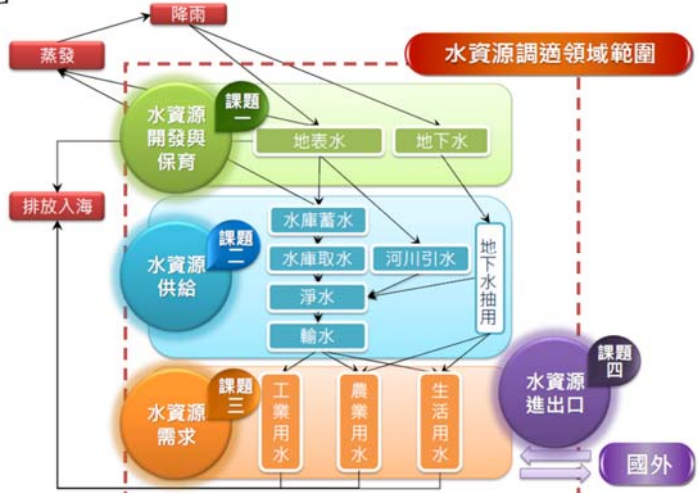 降雨
蒸發
水資源調適領域範圍
水資源
開發與
保育
課題
一
地表水
地下水
排放入海
水資源
供給
課題
二
水庫蓄水
水庫取水
河川引水
淨水
輸水
地下水抽用
水資源
需求
課題
三
工業用水
農業用水
生活用水
水資源
進出口
課題
四
國外